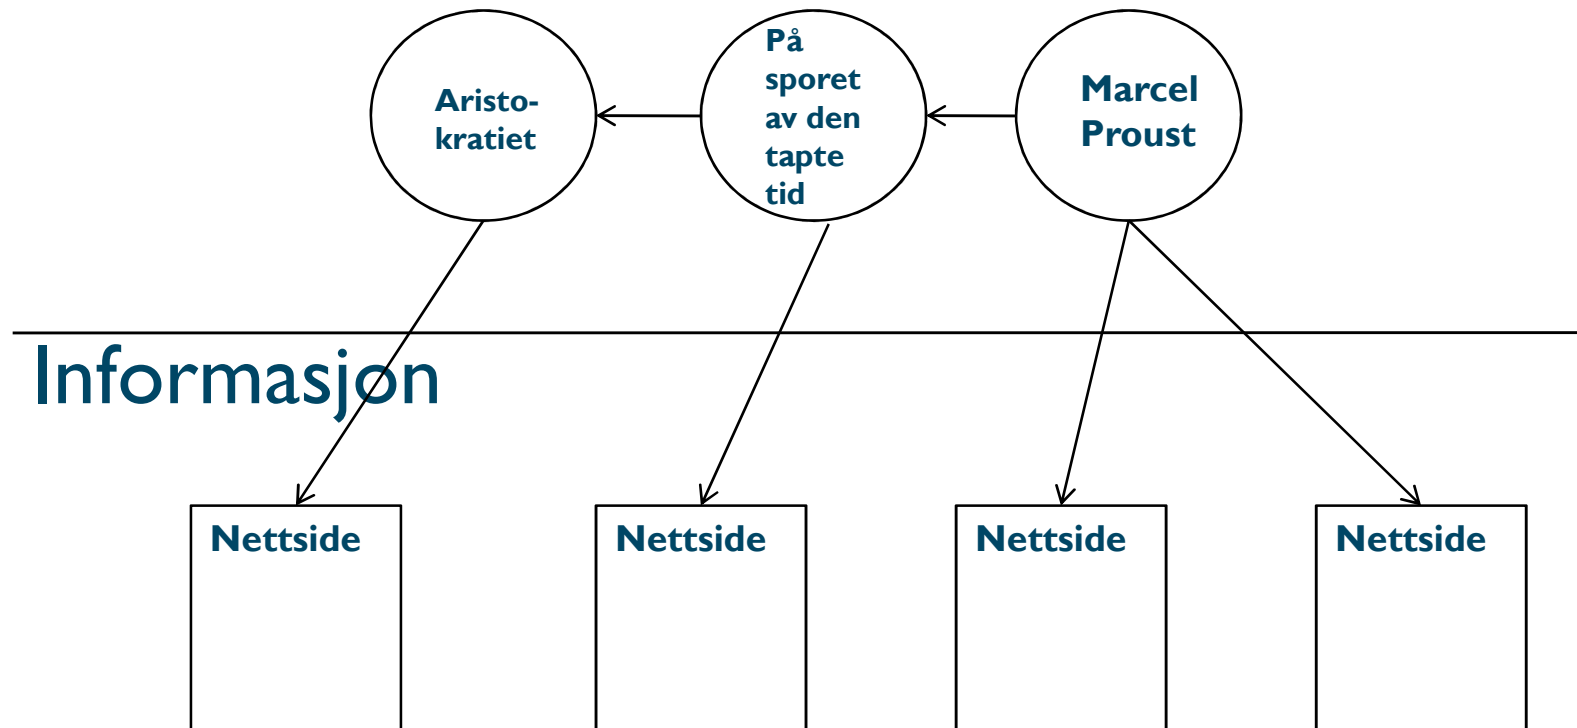 Aristo-
kratiet
På
sporet
av den
tapte
tid
Marcel
Proust
Informasjon
Nettside
Nettside
Nettside
Nettside